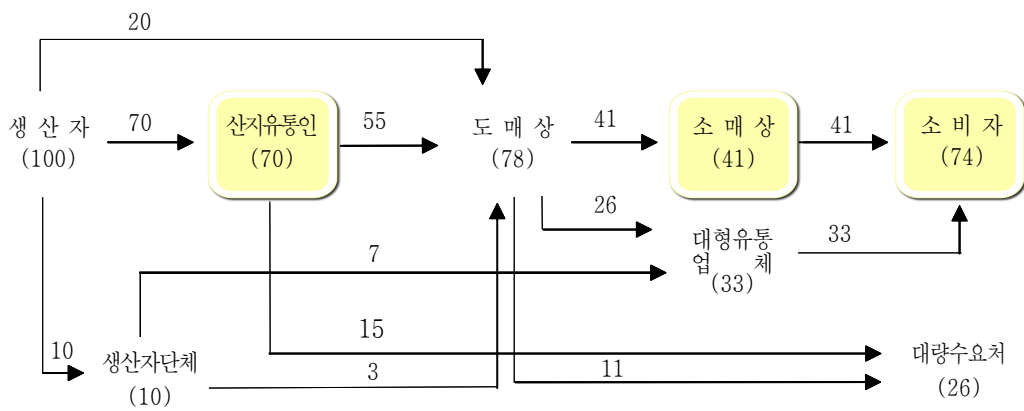 20
생 산 자
(100)
70
산지유통인
(70)
55
도 매 상
(78)
41
소 매 상
(41)
41
소 비 자
(74)
26
대형유통
업 체
(33)
33
7
10
생산자단체
(10)
15
3
11
대량수요처
(26)